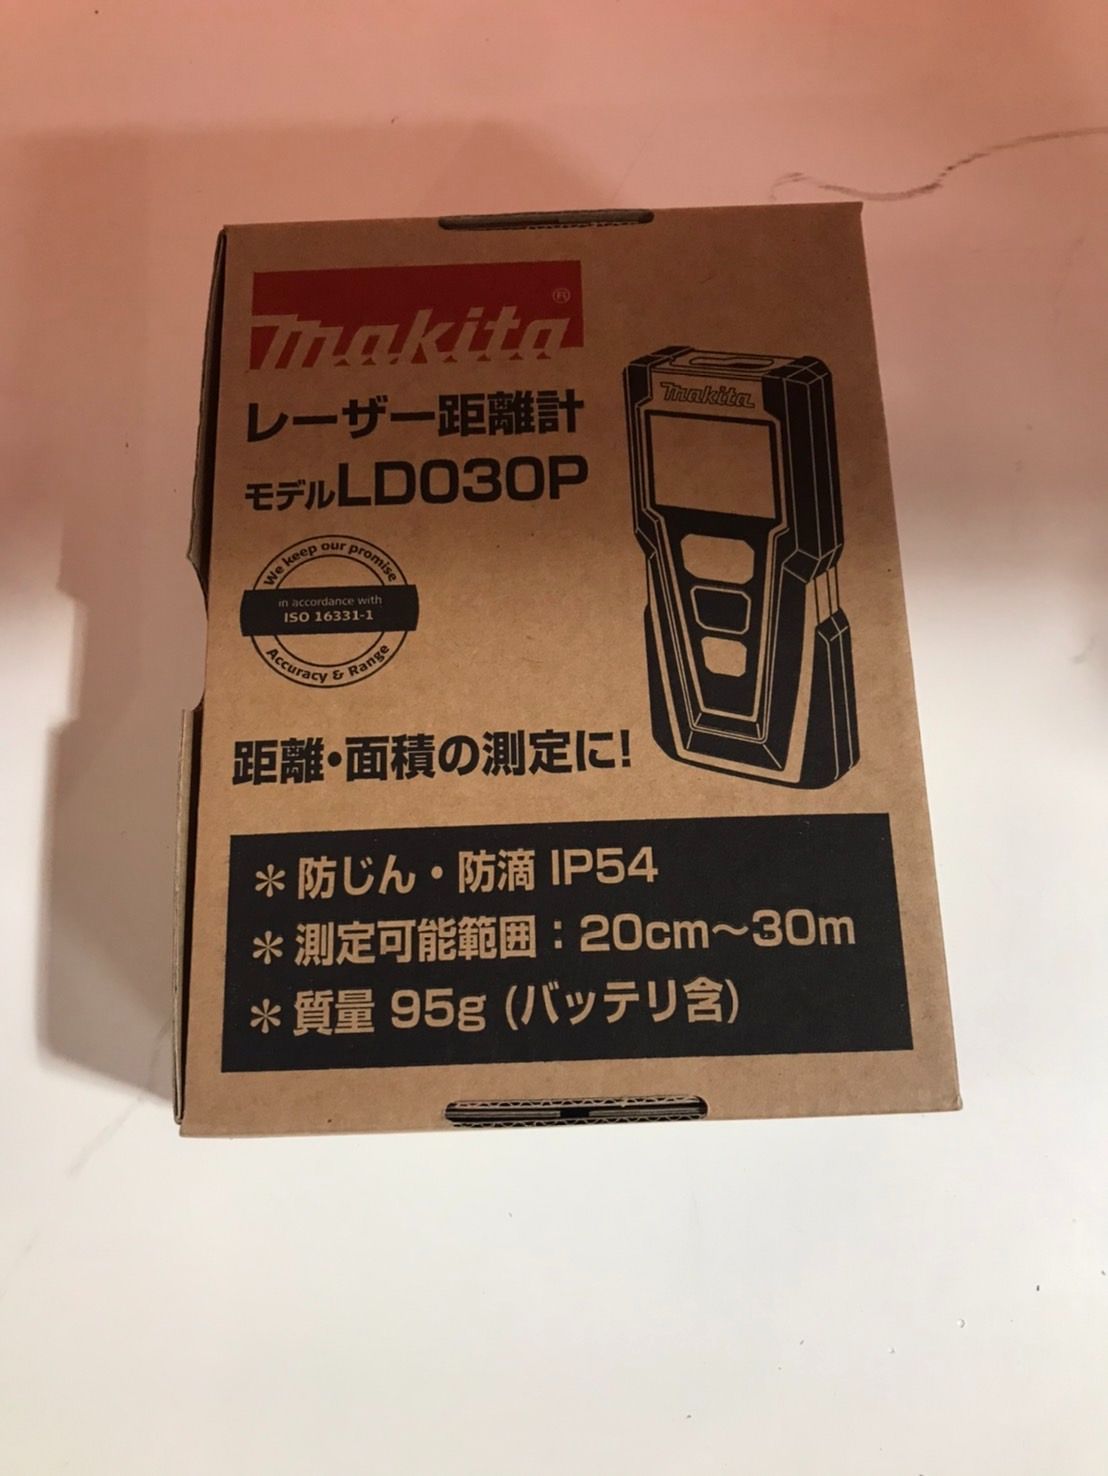 makita®
レーザー距離計
モデルLD030P
We keep our promise
in accordance with
ISO 16331-1
Accuracy & Range
makita
距離・面積の測定に!
＊防じん・防滴 IP54
＊測定可能範囲：20cm～30m
＊質量 95g (バッテリ含)